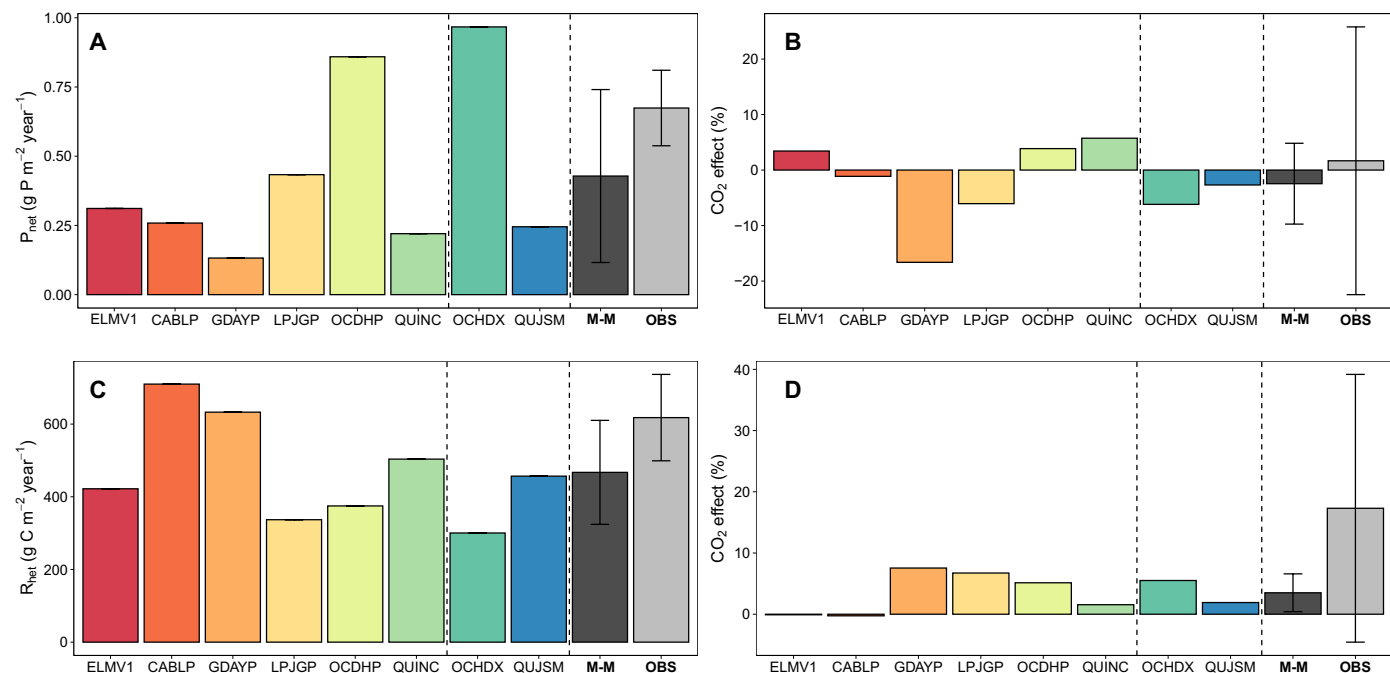 A
P_net (g P m⁻² year⁻¹)
1.00
0.75
0.50
0.25
0.00
ELMV1 CABLP GDAYP LPJGP OCDHP QUINC OCHDX QUJSM M-M OBS
B
CO₂ effect (%)
20
10
0
−10
−20
ELMV1 CABLP GDAYP LPJGP OCDHP QUINC OCHDX QUJSM M-M OBS
C
R_het (g C m⁻² year⁻¹)
600
400
200
0
ELMV1 CABLP GDAYP LPJGP OCDHP QUINC OCHDX QUJSM M-M OBS
D
CO₂ effect (%)
40
30
20
10
0
ELMV1 CABLP GDAYP LPJGP OCDHP QUINC OCHDX QUJSM M-M OBS